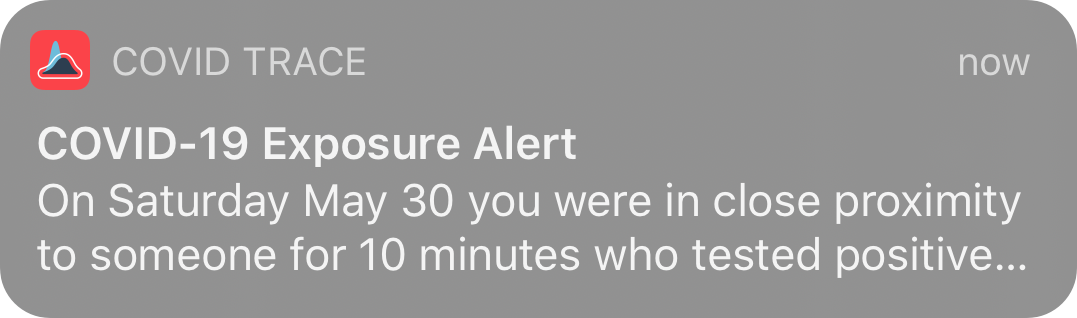 COVID TRACE now
COVID-19 Exposure Alert
On Saturday May 30 you were in close proximity
to someone for 10 minutes who tested positive...